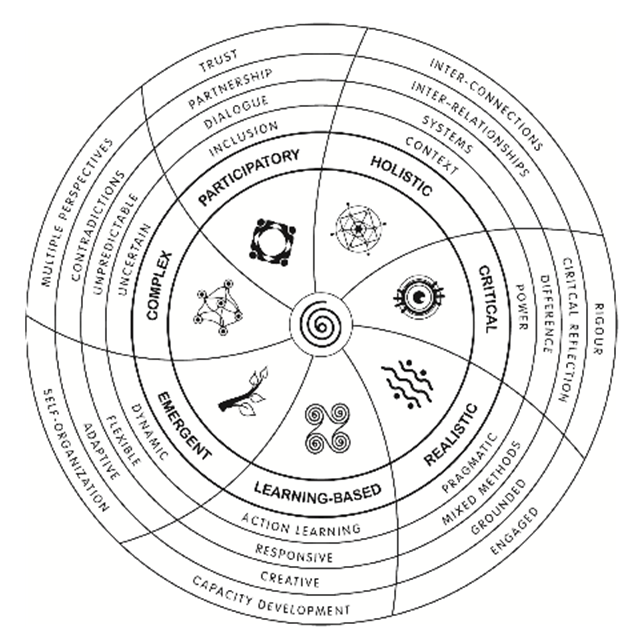 TRUST
PARTNERSHIP
DIALOGUE
INCLUSION
PARTICIPATORY
INTER-CONNECTIONS
INTER-RELATIONSHIPS
SYSTEMS
CONTEXT
HOLISTIC
RIGOUR
CIRITCAL REFLECTION
DIFFERENCE
POWER
CRITICAL
REALISTIC
PRAGMATIC
MIXED METHODS
GROUNDED
ENGAGED
LEARNING-BASED
ACTION LEARNING
RESPONSIVE
CREATIVE
CAPACITY DEVELOPMENT
EMERGENT
DYNAMIC
FLEXIBLE
ADAPTIVE
SELF-ORGANIZATION
MULTIPLE PERSPECTIVES
CONTRADICTIONS
UNPREDICTABLE
UNCERTAIN
COMPLEX